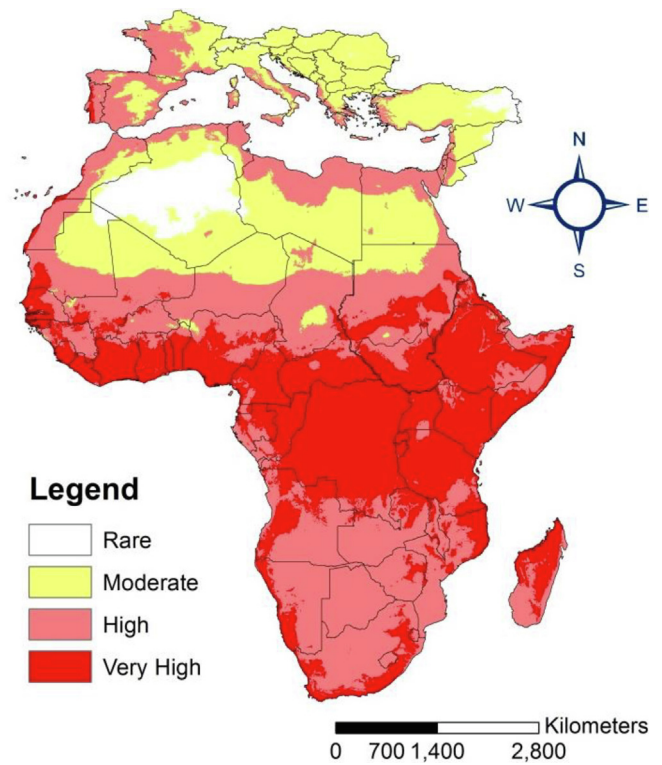 N
W E
S
Legend
Rare
Moderate
High
Very High
Kilometers
0 700 1,400 2,800